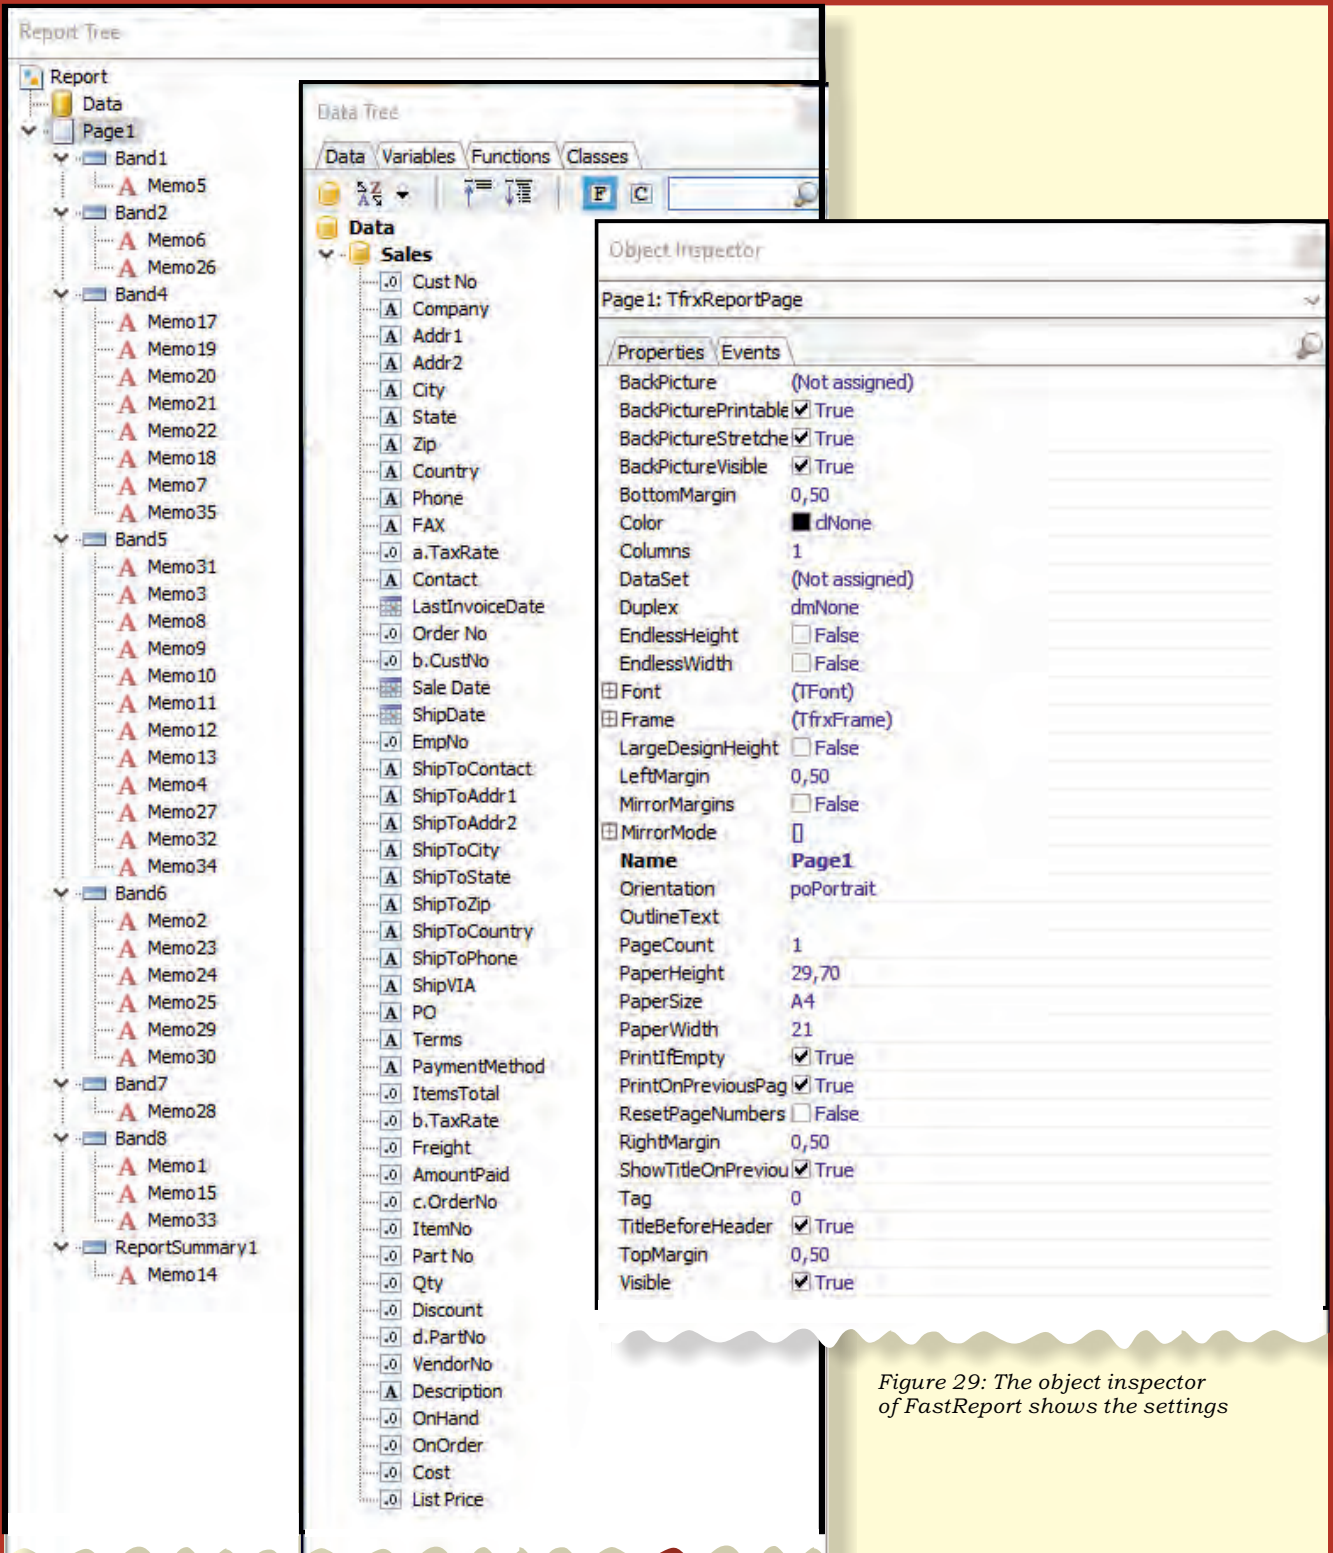 Report Tree
Report
Data
Page1
Band1
Memo5
Band2
Memo6
Memo26
Band4
Memo17
Memo19
Memo20
Memo21
Memo22
Memo18
Memo7
Memo35
Band5
Memo31
Memo3
Memo8
Memo9
Memo10
Memo11
Memo12
Memo13
Memo4
Memo27
Memo32
Memo34
Band6
Memo2
Memo23
Memo24
Memo25
Memo29
Memo30
Band7
Memo28
Band8
Memo1
Memo15
Memo33
ReportSummary1
Memo14
Data Tree
Data Variables Functions Classes
F C
Data
Sales
Cust No
Company
Addr1
Addr2
City
State
Zip
Country
Phone
FAX
a.TaxRate
Contact
LastInvoiceDate
Order No
b.CustNo
Sale Date
ShipDate
EmpNo
ShipToContact
ShipToAddr1
ShipToAddr2
ShipToCity
ShipToState
ShipToZip
ShipToCountry
ShipToPhone
ShipVIA
PO
Terms
PaymentMethod
ItemsTotal
b.TaxRate
Freight
AmountPaid
c.OrderNo
ItemNo
Part No
Qty
Discount
d.PartNo
VendorNo
Description
OnHand
OnOrder
Cost
List Price
Object Inspector
Page1: TfrxReportPage
Properties Events
BackPicture (Not assigned)
BackPicturePrintable True
BackPictureStretche True
BackPictureVisible True
BottomMargin 0,50
Color clNone
Columns 1
DataSet (Not assigned)
Duplex dmNone
EndlessHeight False
EndlessWidth False
Font (TFont)
Frame (TfrxFrame)
LargeDesignHeight False
LeftMargin 0,50
MirrorMargins False
MirrorMode []
Name Page1
Orientation poPortrait
OutlineText
PageCount 1
PaperHeight 29,70
PaperSize A4
PaperWidth 21
PrintIfEmpty True
PrintOnPreviousPag True
ResetPageNumbers False
RightMargin 0,50
ShowTitleOnPreviou True
Tag 0
TitleBeforeHeader True
TopMargin 0,50
Visible True
Figure 29: The object inspector
of FastReport shows the settings